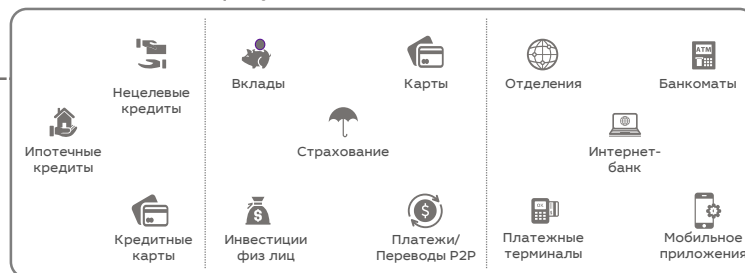 Нецелевые
кредиты
Ипотечные
кредиты
Кредитные
карты
Вклады
Карты
Страхование
Инвестиции
физ лиц
Платежи/
Переводы P2P
Отделения
ATM
Банкоматы
Интернет-
банк
Платежные
терминалы
Мобильное
приложения